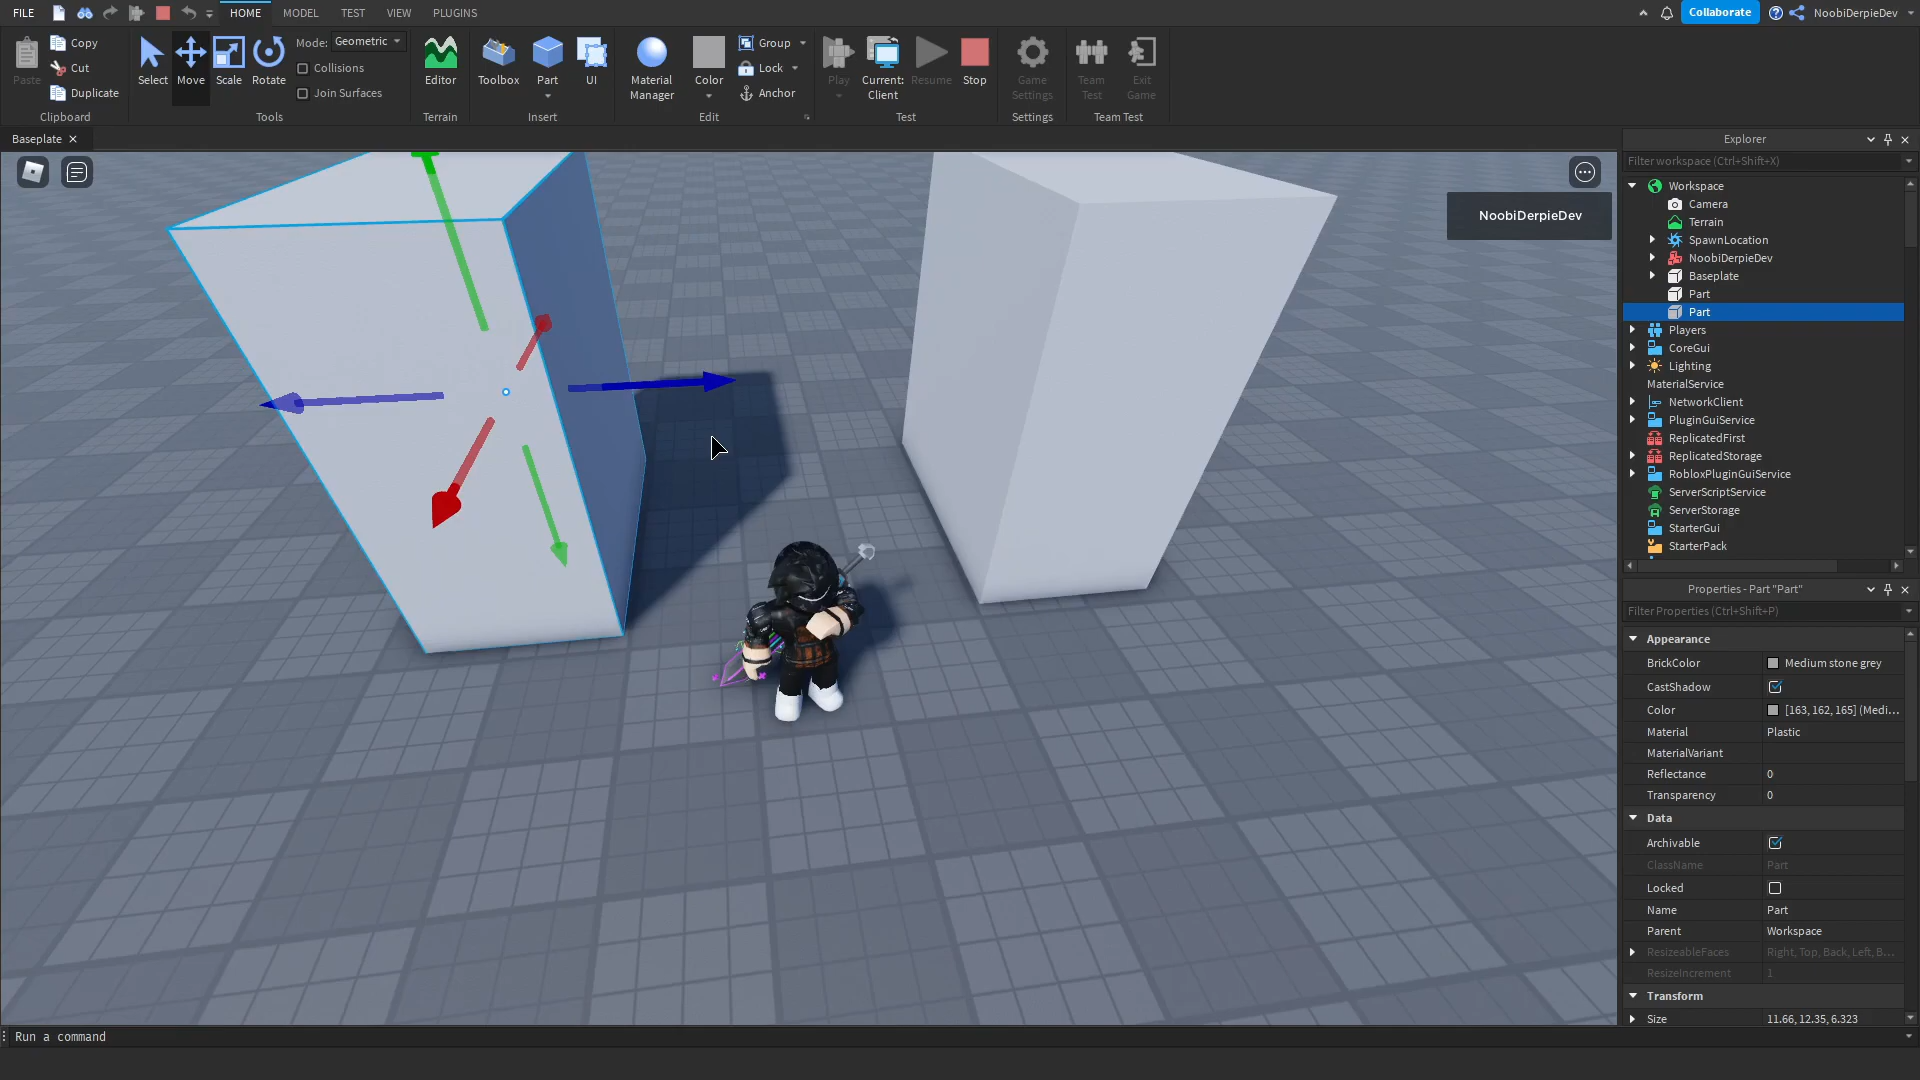 FILE
HOME
MODEL
TEST
VIEW
PLUGINS
Collaborate
NoobiDerpieDev
Paste
Copy
Cut
Duplicate
Clipboard
Select
Move
Scale
Rotate
Mode: Geometric
Collisions
Join Surfaces
Tools
Editor
Terrain
Toolbox
Part
UI
Insert
Material Manager
Color
Group
Lock
Anchor
Edit
Play
Current: Client
Resume
Stop
Test
Game Settings
Settings
Team Test
Exit Game
Team Test
Baseplate
NoobiDerpieDev
Explorer
Filter workspace (Ctrl+Shift+X)
Workspace
Camera
Terrain
SpawnLocation
NoobiDerpieDev
Baseplate
Part
Part
Players
CoreGui
Lighting
MaterialService
NetworkClient
PluginGuiService
ReplicatedFirst
ReplicatedStorage
RobloxPluginGuiService
ServerScriptService
ServerStorage
StarterGui
StarterPack
Properties - Part "Part"
Filter Properties (Ctrl+Shift+P)
Appearance
BrickColor Medium stone grey
CastShadow
Color [163, 162, 165] (Medi...
Material Plastic
MaterialVariant
Reflectance 0
Transparency 0
Data
Archivable
ClassName Part
Locked
Name Part
Parent Workspace
ResizeableFaces Right, Top, Back, Left, B...
ResizeIncrement 1
Transform
Size 11.66, 12.35, 6.323
Run a command